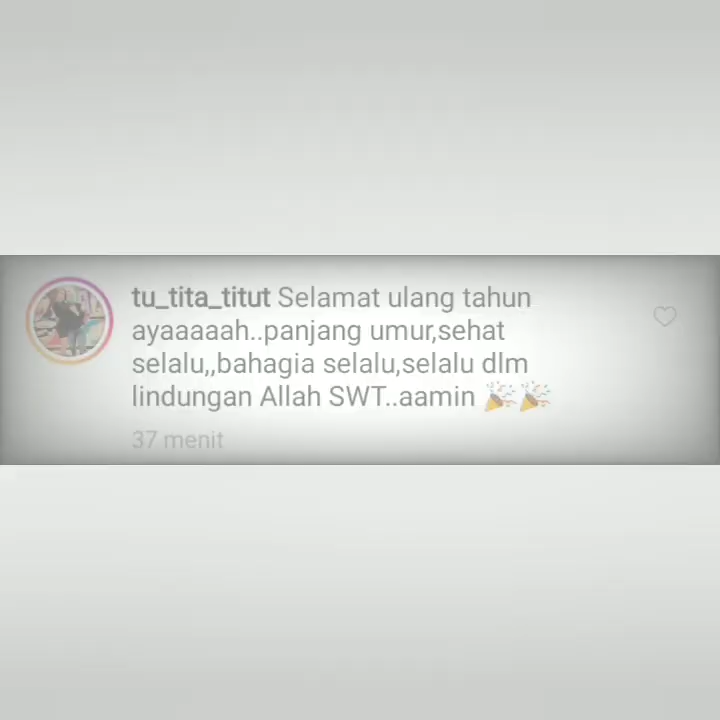 tu_tita_titut Selamat ulang tahun
ayaaaaah..panjang umur,sehat
selalu,,bahagia selalu,selalu dlm
lindungan Allah SWT..aamin 🎉🎉
37 menit